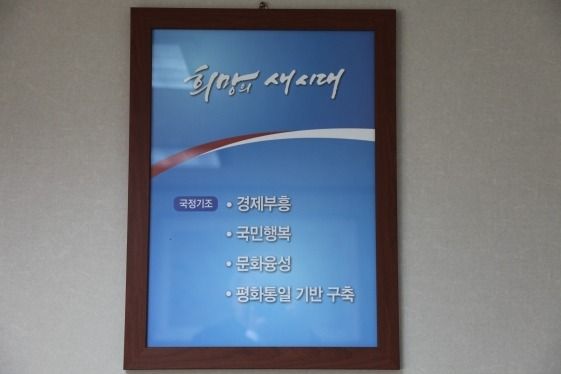 희망의 새시대
국정기조 • 경제부흥
• 국민행복
• 문화융성
• 평화통일 기반 구축